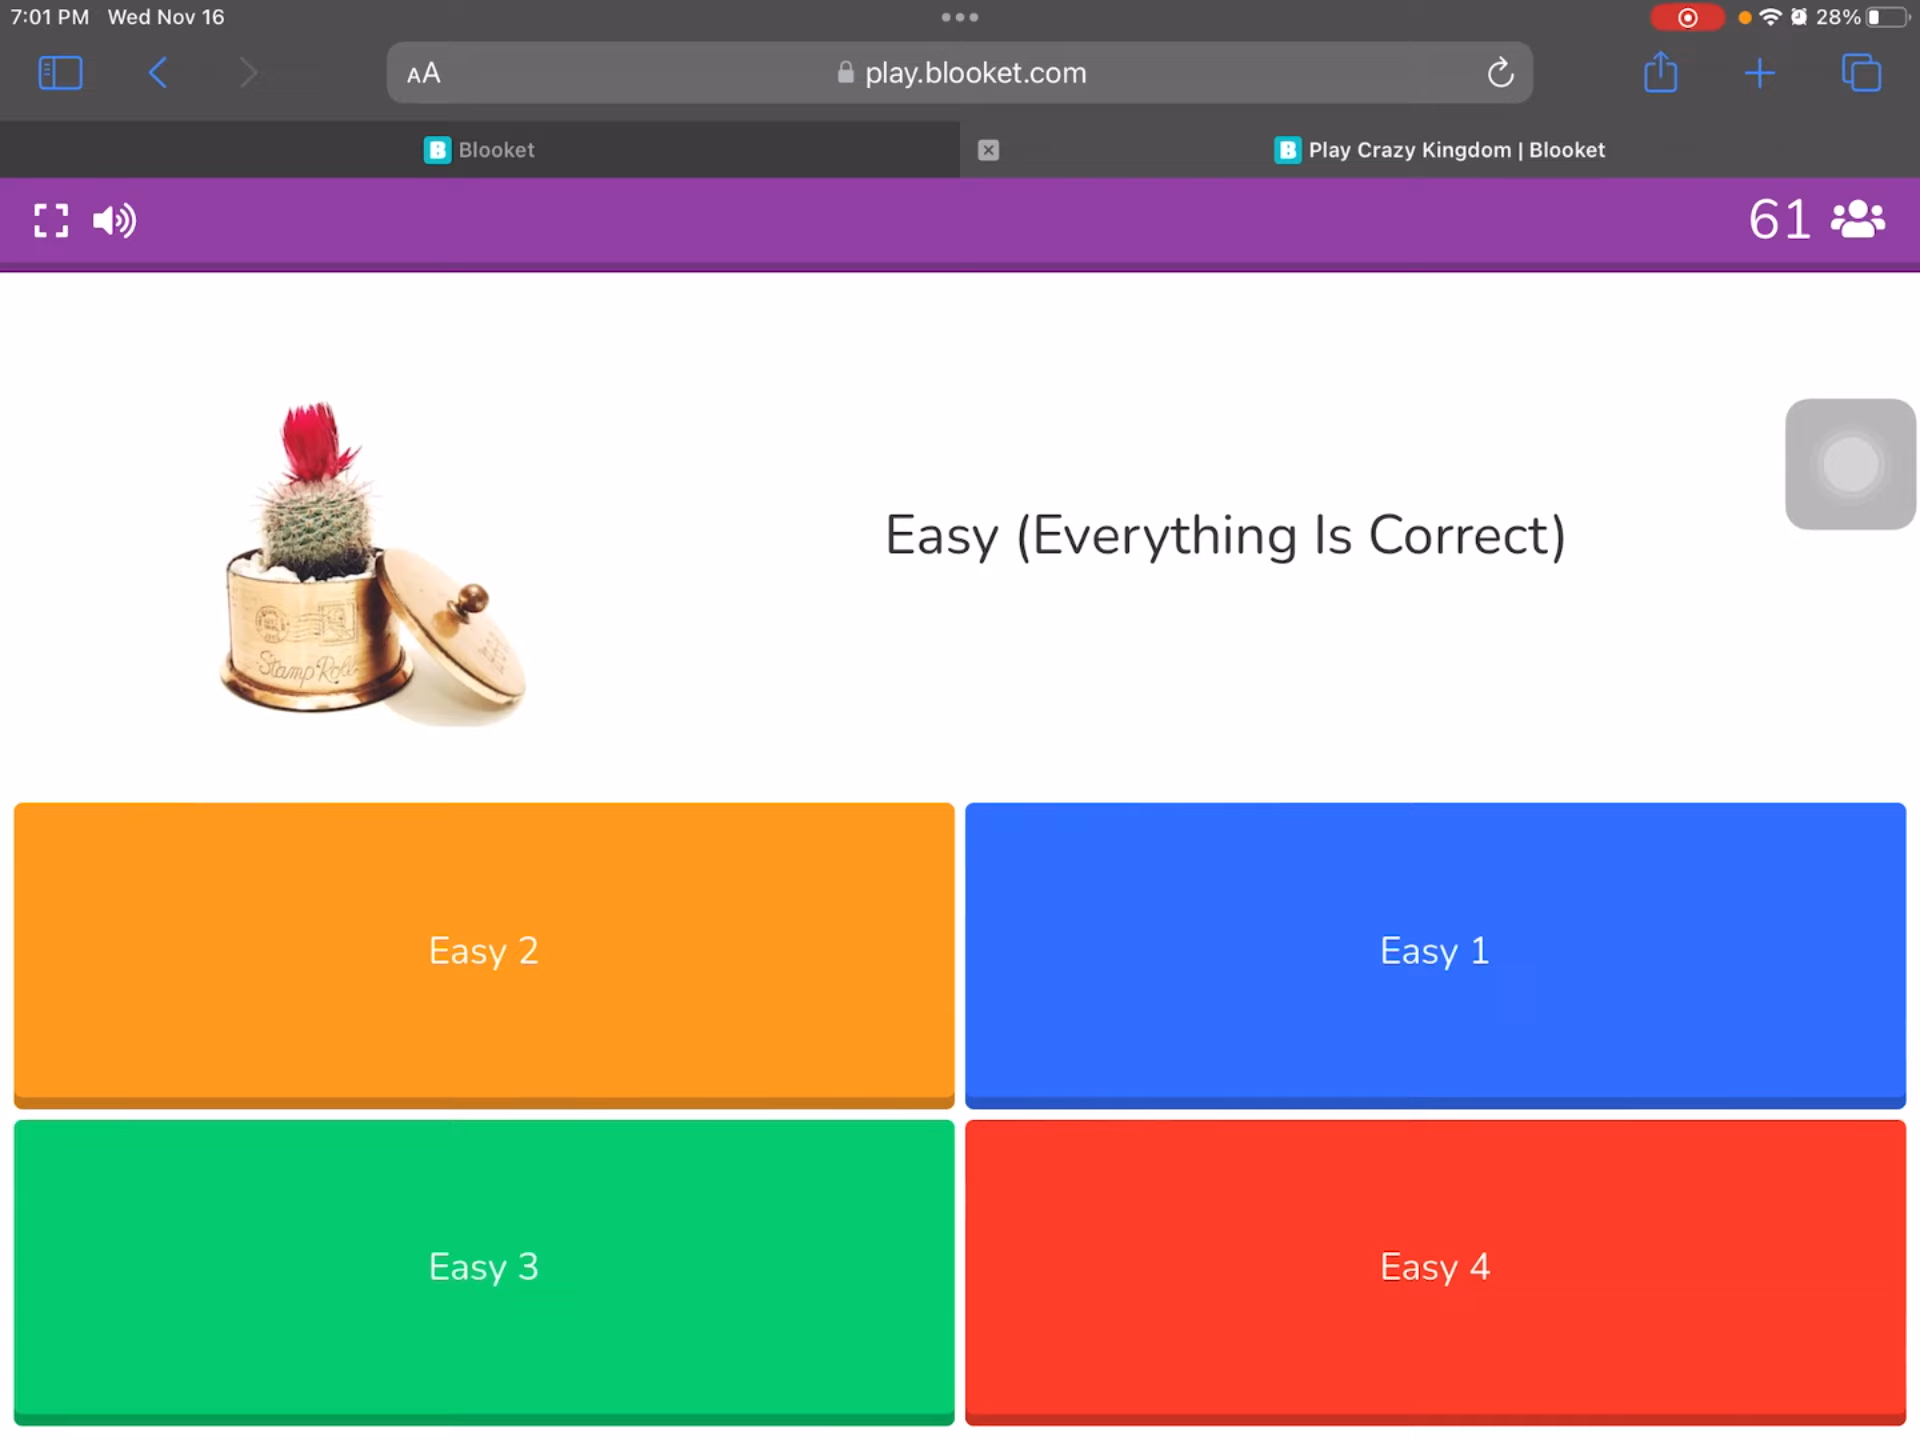 7:01 PM Wed Nov 16
28%
AA
play.blooket.com
B Blooket
B Play Crazy Kingdom | Blooket
61
Stamp Roll
Easy (Everything Is Correct)
Easy 2
Easy 1
Easy 3
Easy 4